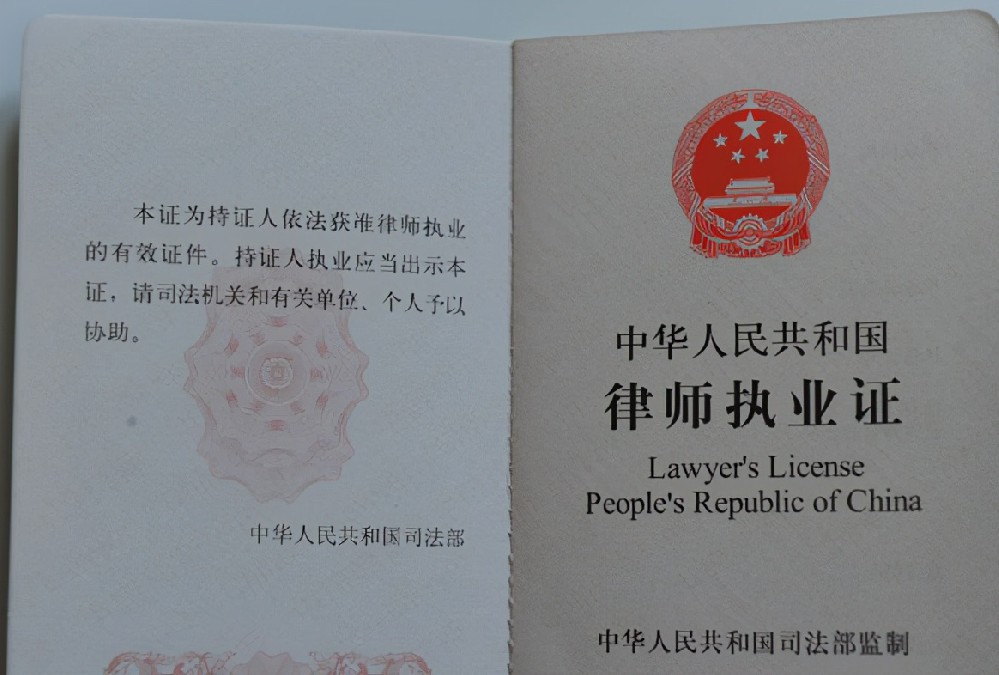 本证为持证人依法获准律师执业
的有效证件。持证人执业应当出示本
证，请司法机关和有关单位、个人予以
协助。
中华人民共和国司法部
中华人民共和国
律师执业证
Lawyer's License
People's Republic of China
中华人民共和国司法部监制